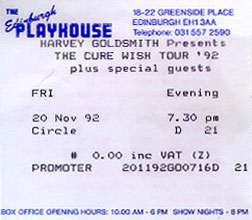 THE Edinburgh PLAYHOUSE
18-22 GREENSIDE PLACE
EDINBURGH EH1 3AA
Telephone: 031 557 2590
HARVEY GOLDSMITH Presents
THE CURE WISH TOUR '92
plus special guests
FRI Evening
20 Nov 92 7.30 pm
Circle D 21
# 0.00 inc VAT (Z)
PROMOTER 201192G00716D 21
BOX OFFICE OPENING HOURS: 10.00 AM - 6 PM SHOW NIGHTS - 8 PM